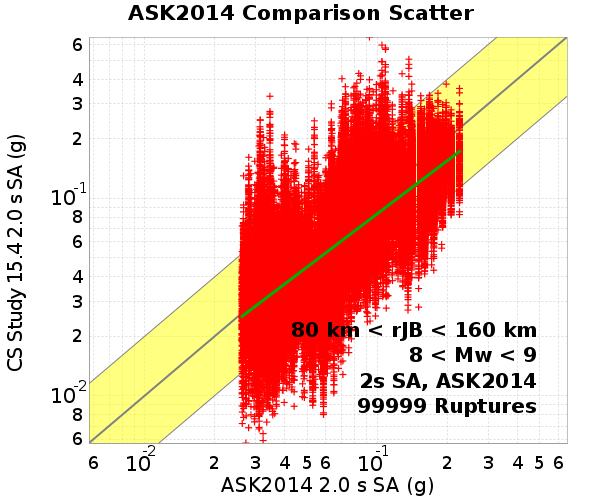 ASK2014 Comparison Scatter
CS Study 15.4 2.0 s SA (g)
6
4
3
2
10^-1
8
6
4
3
2
10^-2
8
6
80 km < rJB < 160 km
8 < Mw < 9
2s SA, ASK2014
99999 Ruptures
6 10^-2 2 3 4 5 6 10^-1 2 3 4 5 6
ASK2014 2.0 s SA (g)